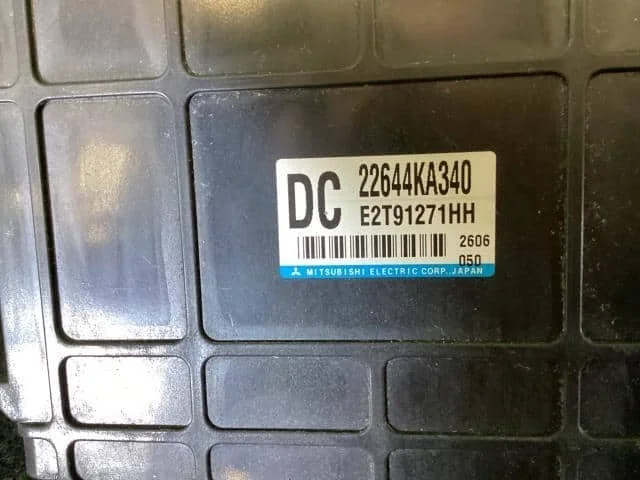 DC 22644KA340
E2T91271HH
2606
050
MITSUBISHI ELECTRIC CORP.,JAPAN